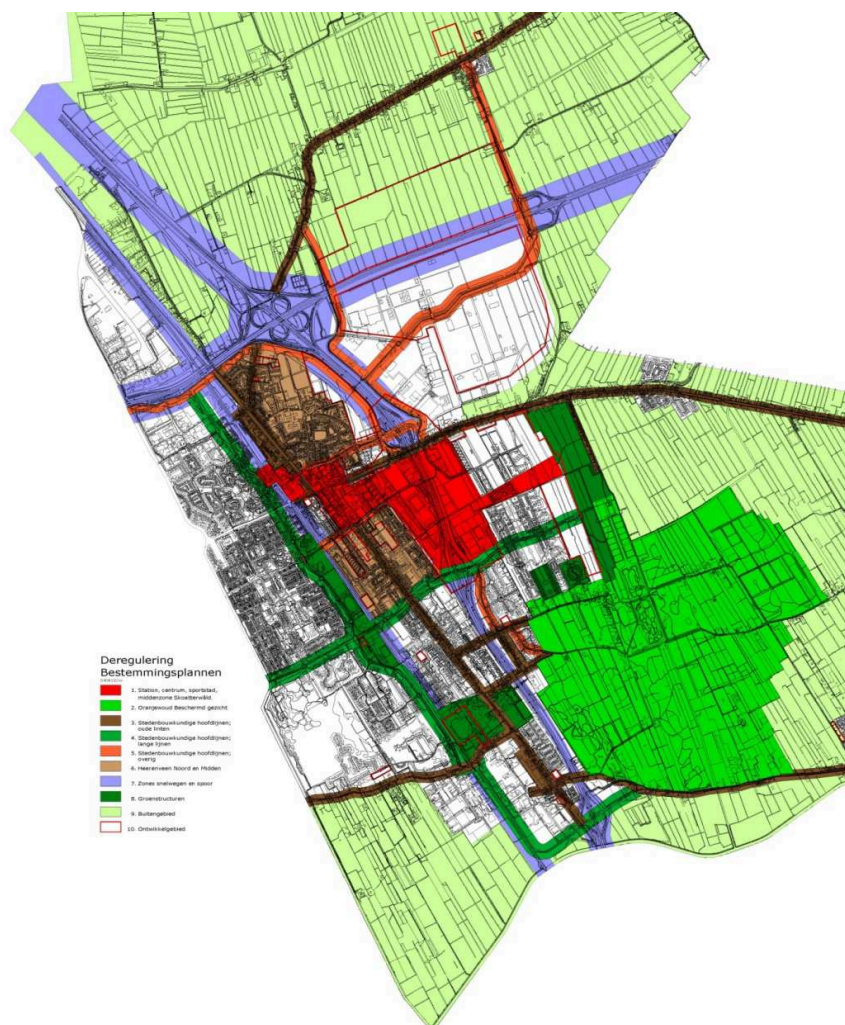 Deregulering
Bestemmingsplannen
1. Station, centrum, sportstad,
middenzone Skoatterwâld
2. Oranjewoud Beschermd gezicht
3. Stedenbouwkundige hoofdlijnen;
oude linten
4. Stedenbouwkundige hoofdlijnen;
lange lijnen
5. Stedenbouwkundige hoofdlijnen;
overig
6. Heerenveen Noord en Midden
7. Zones snelwegen en spoor
8. Groenstructuren
9. Buitengebied
10. Ontwikkelgebied